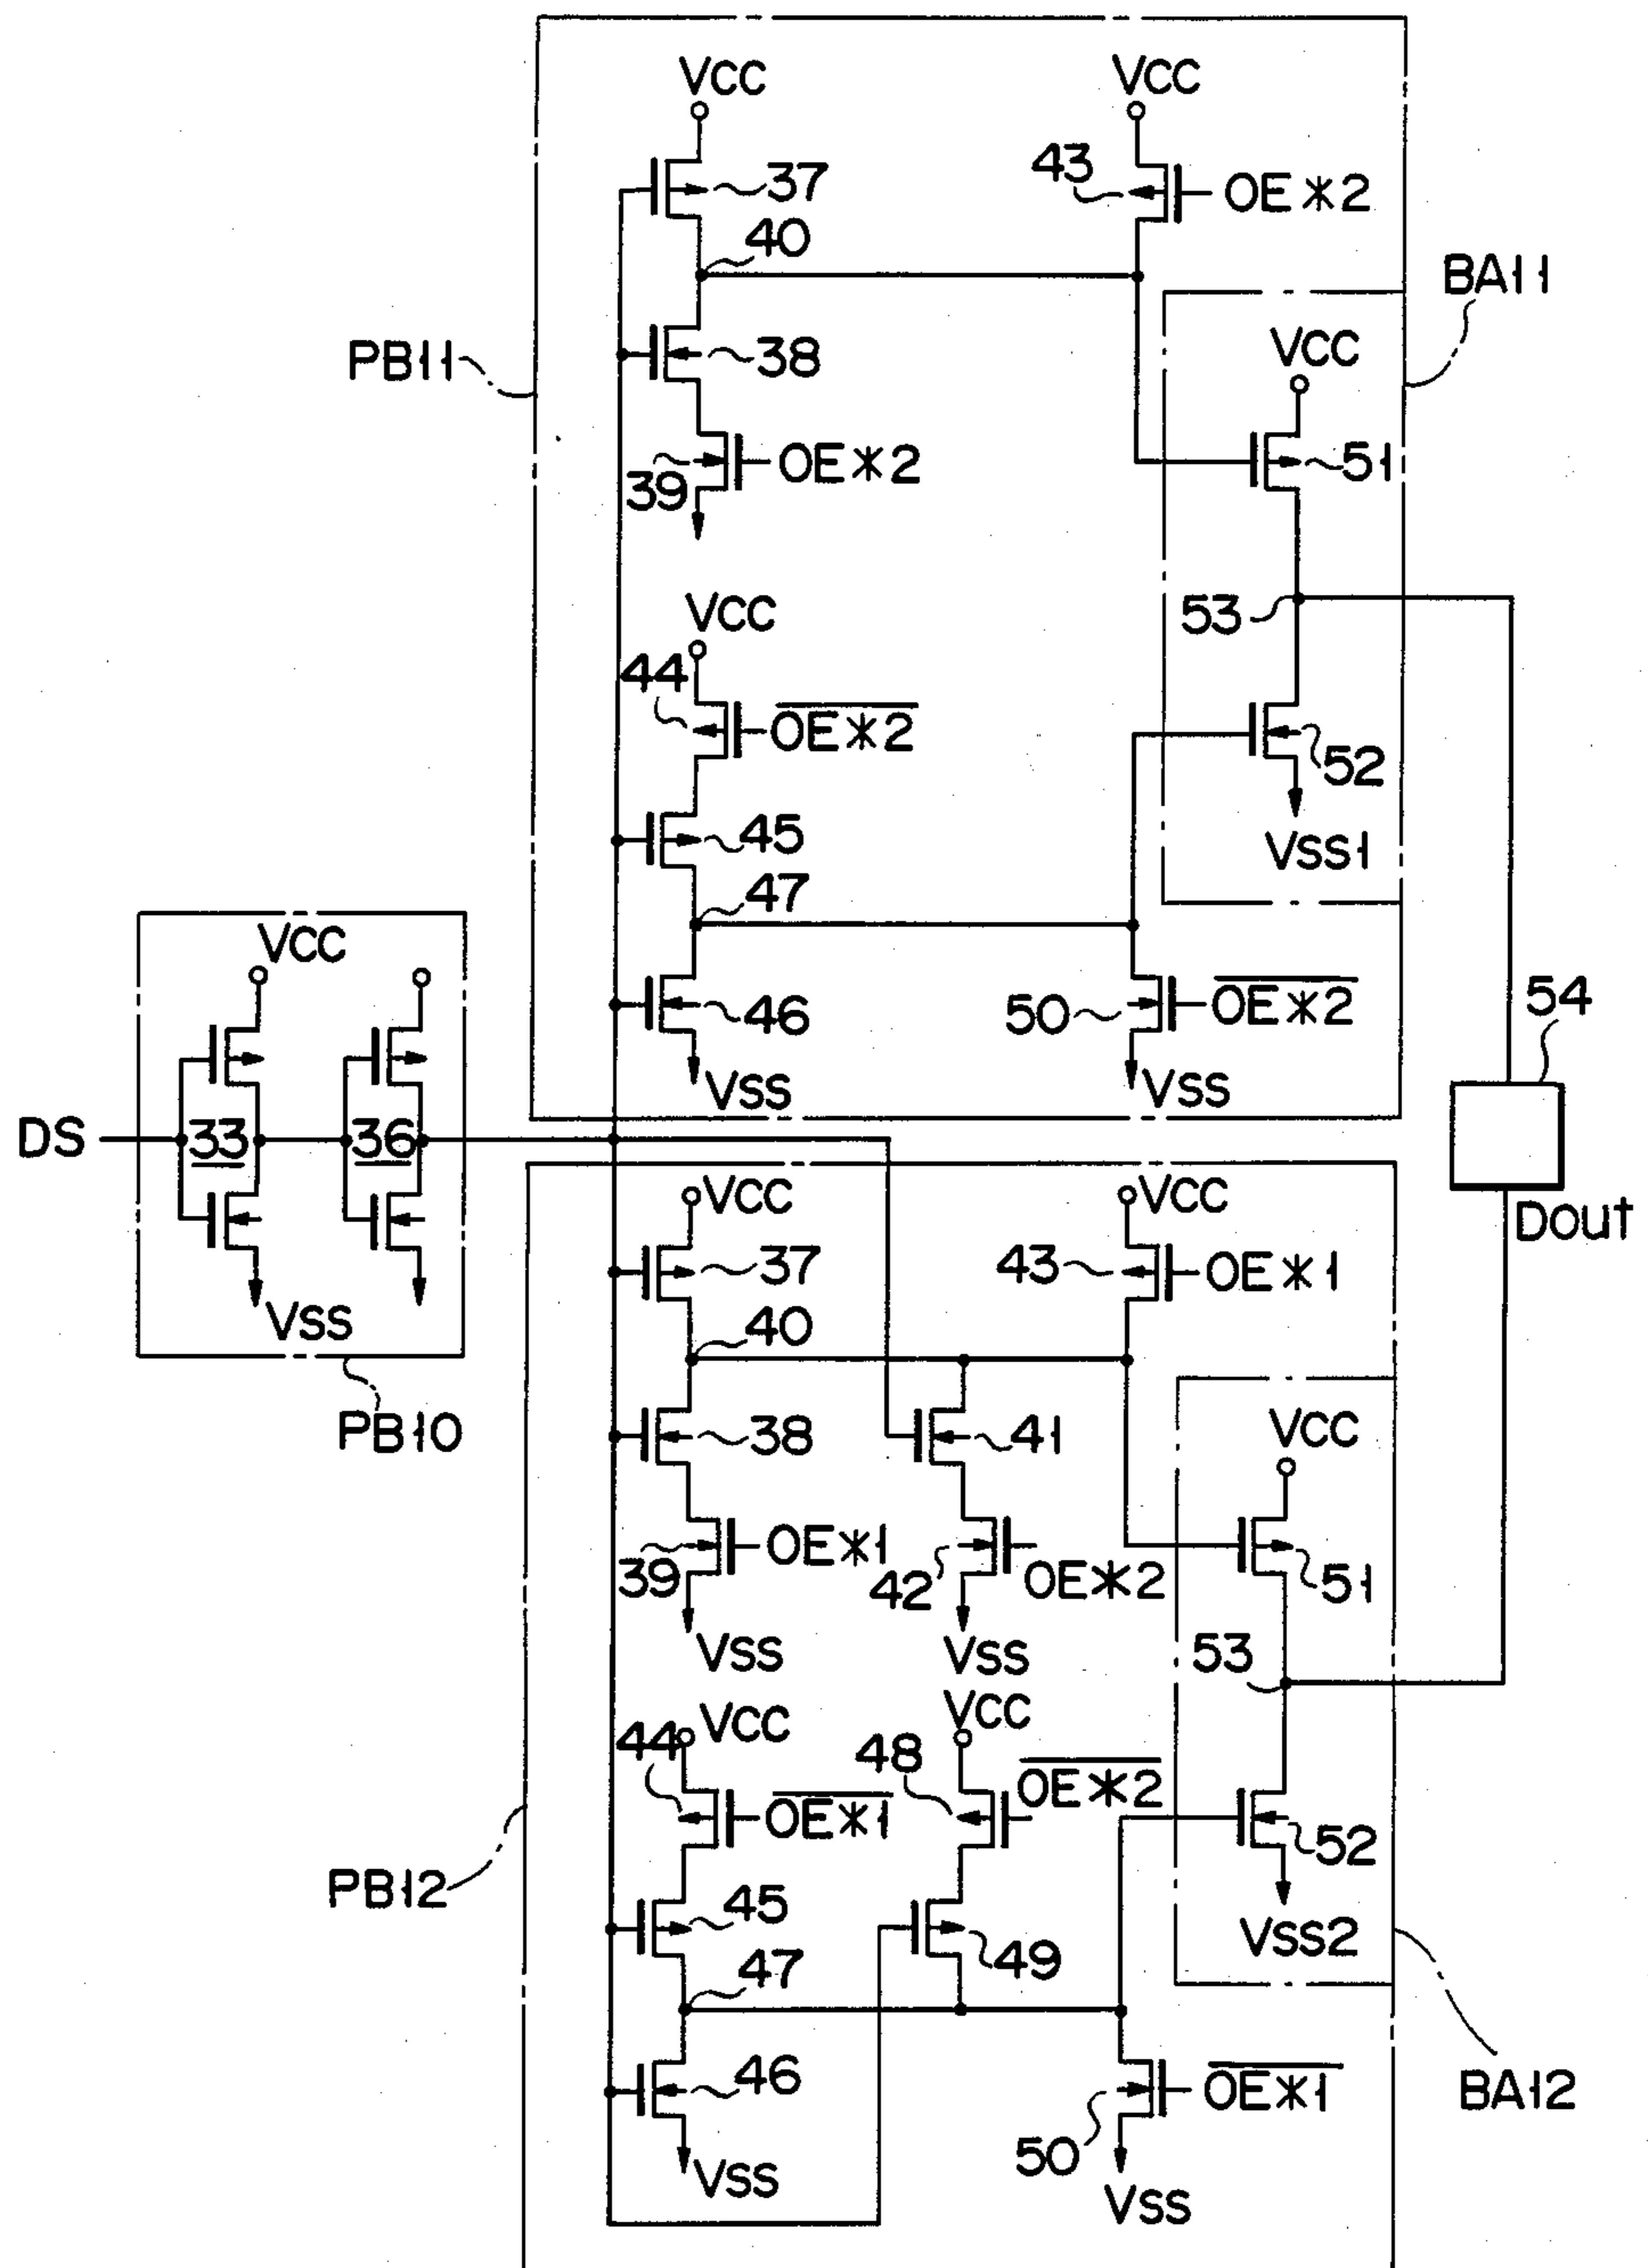 VCC VCC
37 43 OE*2
40
BA11
PB11 38 VCC
39 OE*2 51
VCC 53
44 OE*2
52
45 VSS1
47
VCC 54
46 50 OE*2
VSS VSS
DS 33 36
VCC VCC
Dout
37 43 OE*1
VSS 40
PB10 38 41 VCC
39 OE*1 42 OE*2 51
VSS VSS 53
VCC VCC
44 OE*1 48 OE*2
52
PB12 45 49 VSS2
47
46 BA12
50 OE*1
VSS VSS